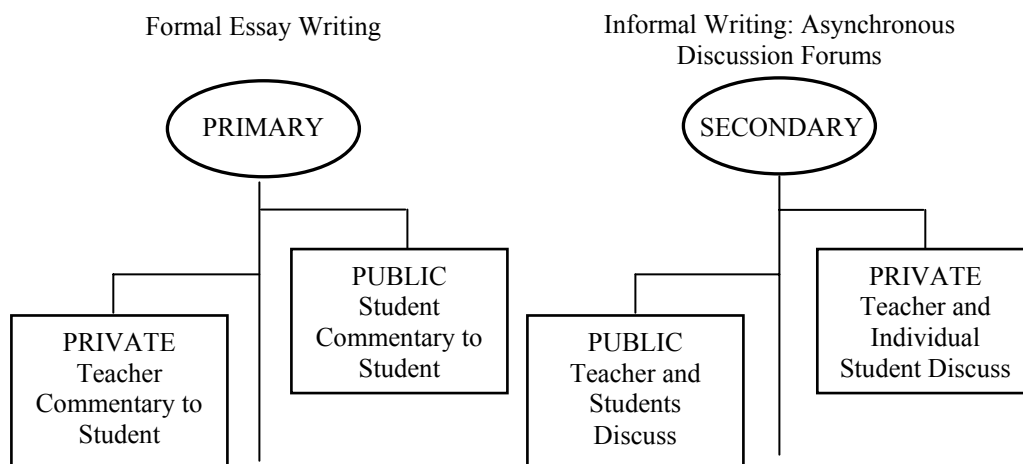 Formal Essay Writing
Informal Writing: Asynchronous
Discussion Forums
PRIMARY
SECONDARY
PUBLIC
Student
Commentary to
Student
PRIVATE
Teacher
Commentary to
Student
PRIVATE
Teacher and
Individual
Student Discuss
PUBLIC
Teacher and
Students
Discuss